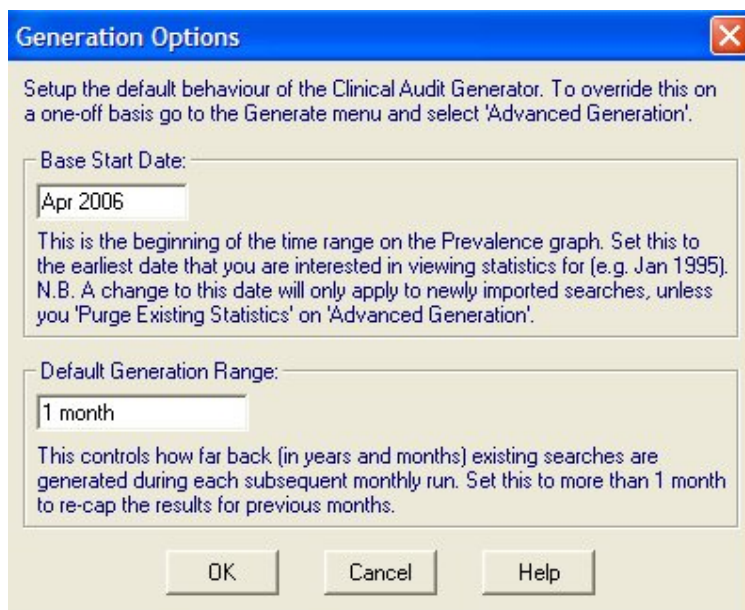 Generation Options
Setup the default behaviour of the Clinical Audit Generator. To override this on
a one-off basis go to the Generate menu and select 'Advanced Generation'.
Base Start Date:
Apr 2006
This is the beginning of the time range on the Prevalence graph. Set this to
the earliest date that you are interested in viewing statistics for (e.g. Jan 1995).
N.B. A change to this date will only apply to newly imported searches, unless
you 'Purge Existing Statistics' on 'Advanced Generation'.
Default Generation Range:
1 month
This controls how far back (in years and months) existing searches are
generated during each subsequent monthly run. Set this to more than 1 month
to re-cap the results for previous months.
OK Cancel Help